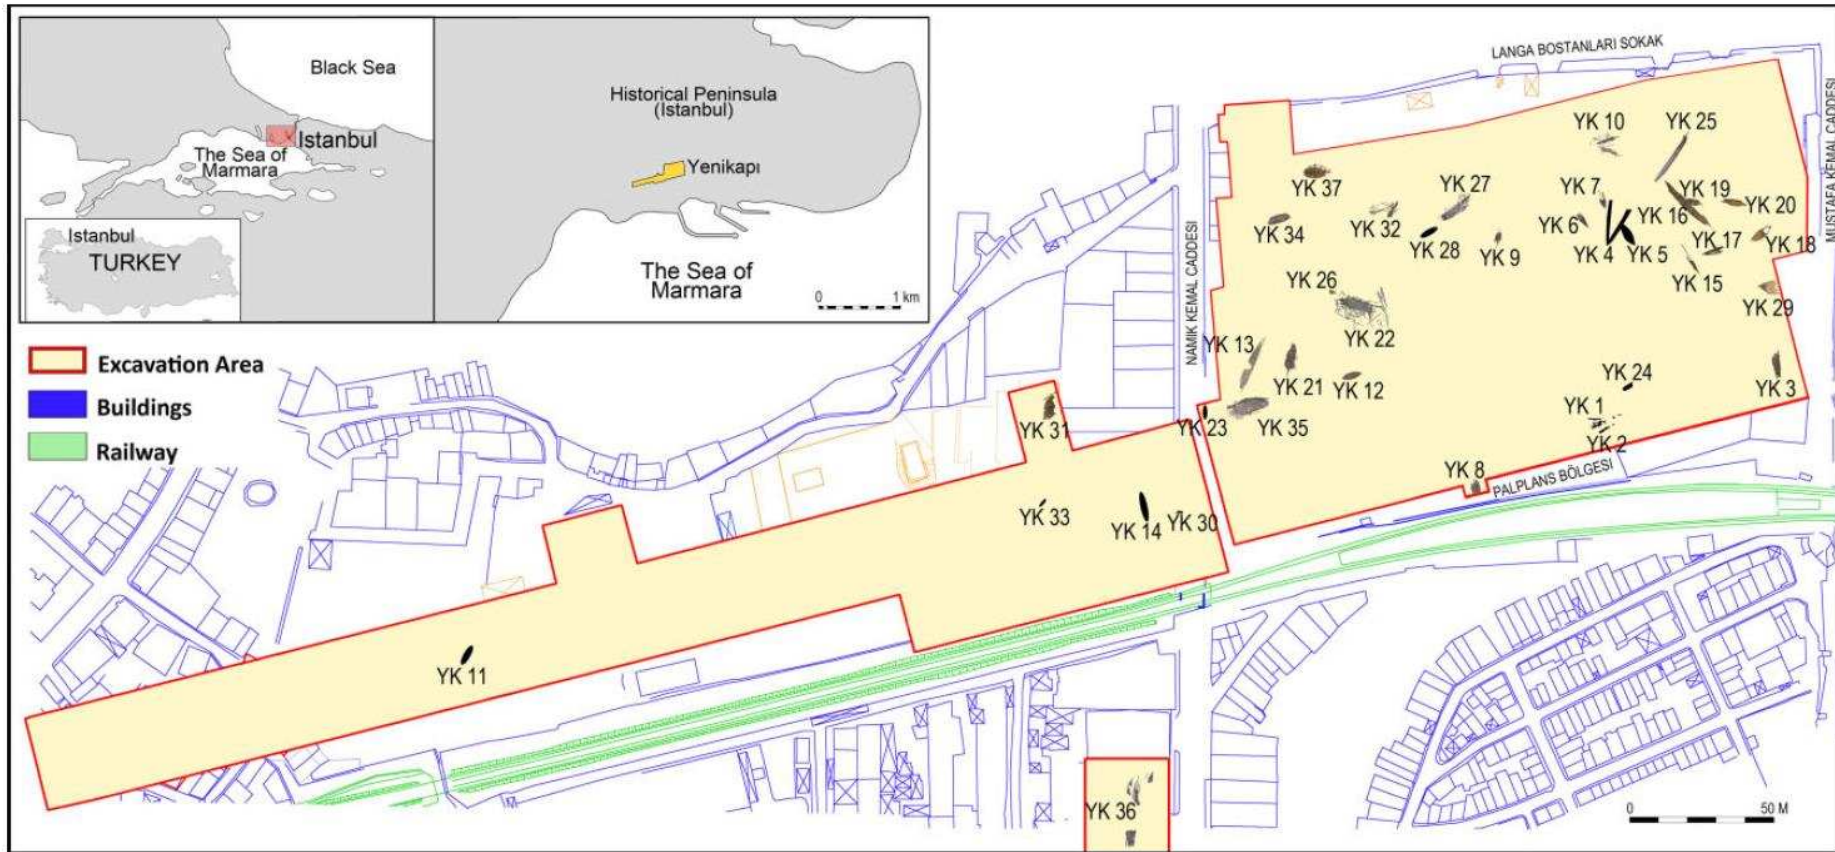 Black Sea
Istanbul
The Sea of
Marmara
Istanbul
TURKEY
Historical Peninsula
(Istanbul)
Yenikapı
The Sea of
Marmara
0 1 km
Excavation Area
Buildings
Railway
LANGA BOSTANLARI SOKAK
MUSTAFA KEMAL CADDESİ
NAMIK KEMAL CADDESİ
PALPLANS BÖLGESİ
YK 10
YK 25
YK 37
YK 27
YK 7
YK 19
YK 20
YK 34
YK 32
YK 28
YK 9
YK 6
YK 16
YK 4
YK 5
YK 17
YK 18
YK 26
YK 15
YK 29
YK 22
YK 13
YK 21
YK 12
YK 24
YK 3
YK 31
YK 23
YK 35
YK 1
YK 2
YK 8
YK 33
YK 14
YK 30
YK 11
YK 36
0 50 M